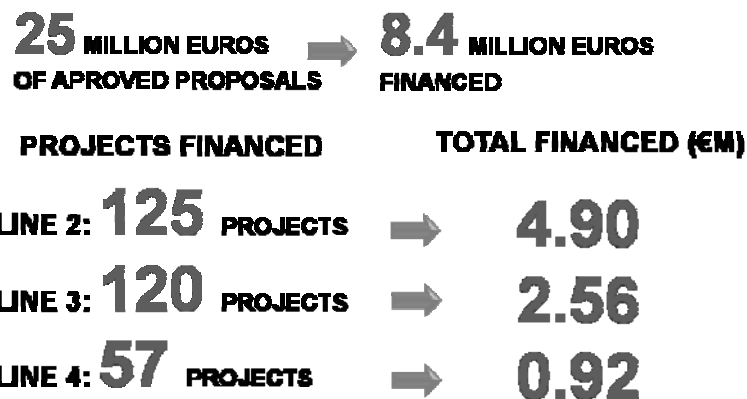 25 MILLION EUROS 8.4 MILLION EUROS
OF APROVED PROPOSALS FINANCED
PROJECTS FINANCED TOTAL FINANCED (€M)
LINE 2: 125 PROJECTS 4.90
LINE 3: 120 PROJECTS 2.56
LINE 4: 57 PROJECTS 0.92